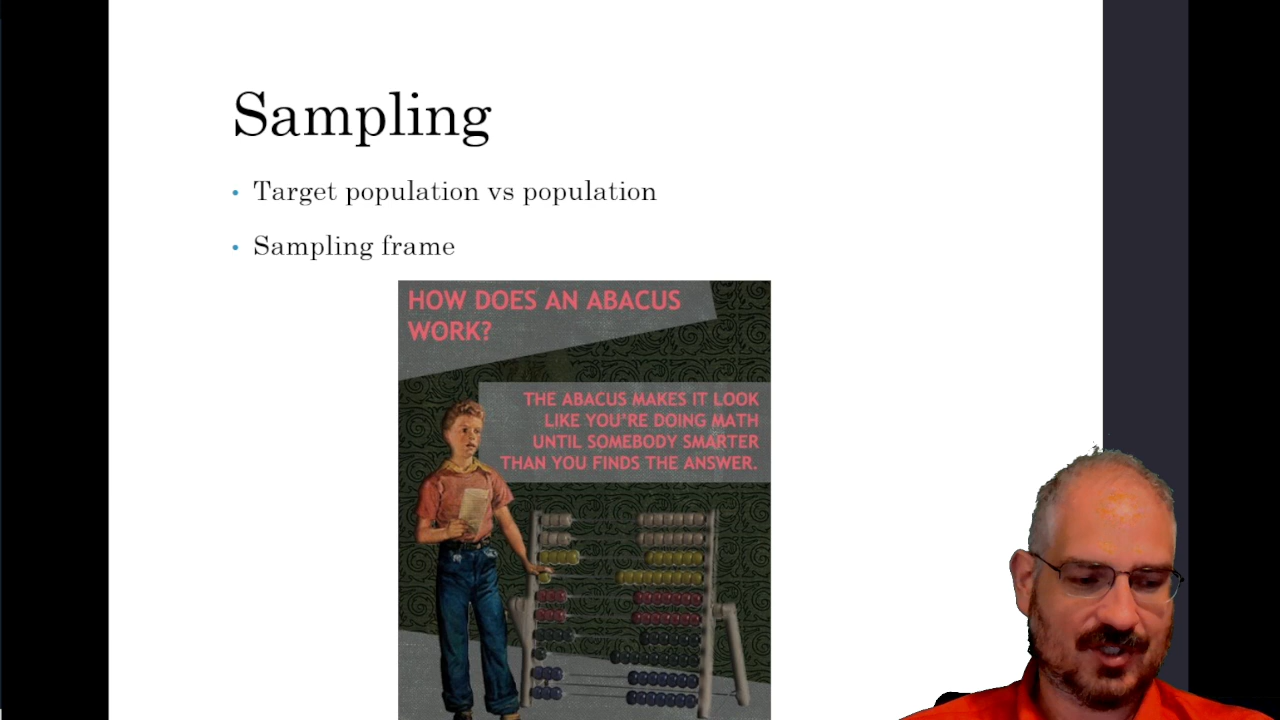 Sampling
• Target population vs population
• Sampling frame
HOW DOES AN ABACUS
WORK?
THE ABACUS MAKES IT LOOK
LIKE YOU'RE DOING MATH
UNTIL SOMEBODY SMARTER
THAN YOU FINDS THE ANSWER.